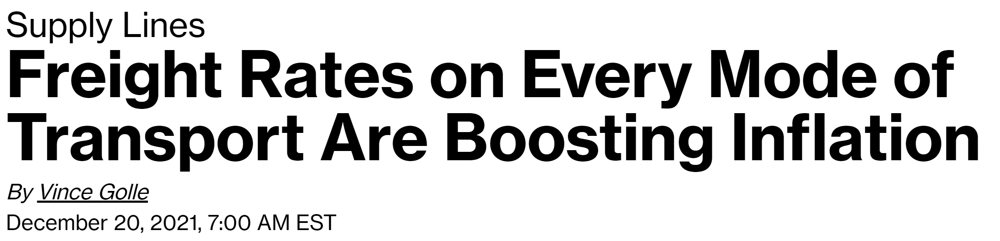 Supply Lines
Freight Rates on Every Mode of
Transport Are Boosting Inflation
By Vince Golle
December 20, 2021, 7:00 AM EST